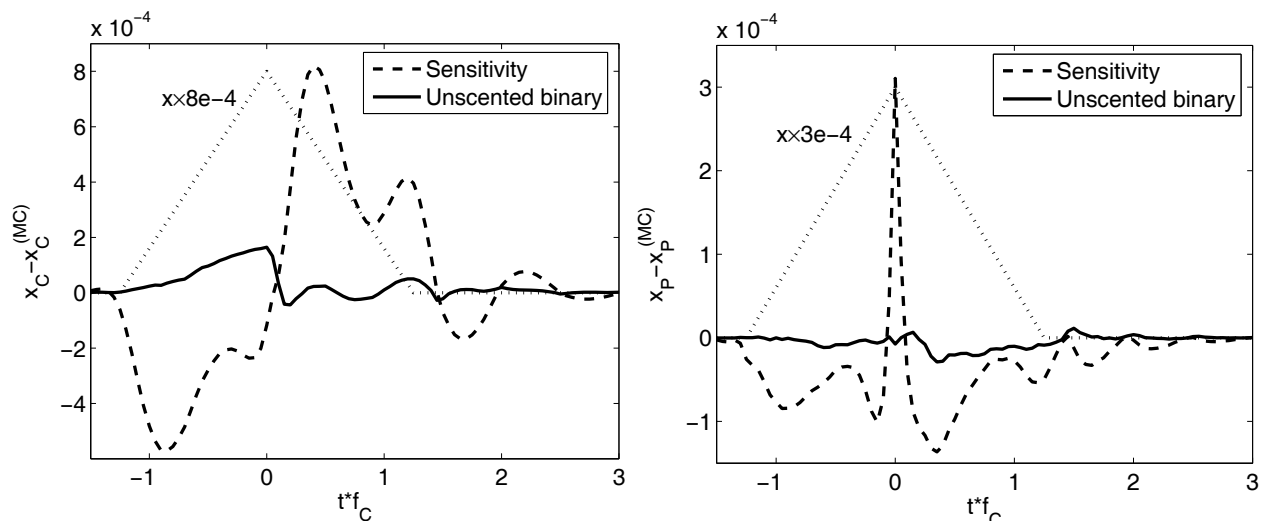 x 10⁻⁴
Sensitivity
Unscented binary
x×8e−4
8
6
4
2
0
−2
−4
−1
0
1
2
3
t*f_C
x_C−x_C^(MC)
x 10⁻⁴
Sensitivity
Unscented binary
x×3e−4
3
2
1
0
−1
−1
0
1
2
3
t*f_C
x_P−x_P^(MC)